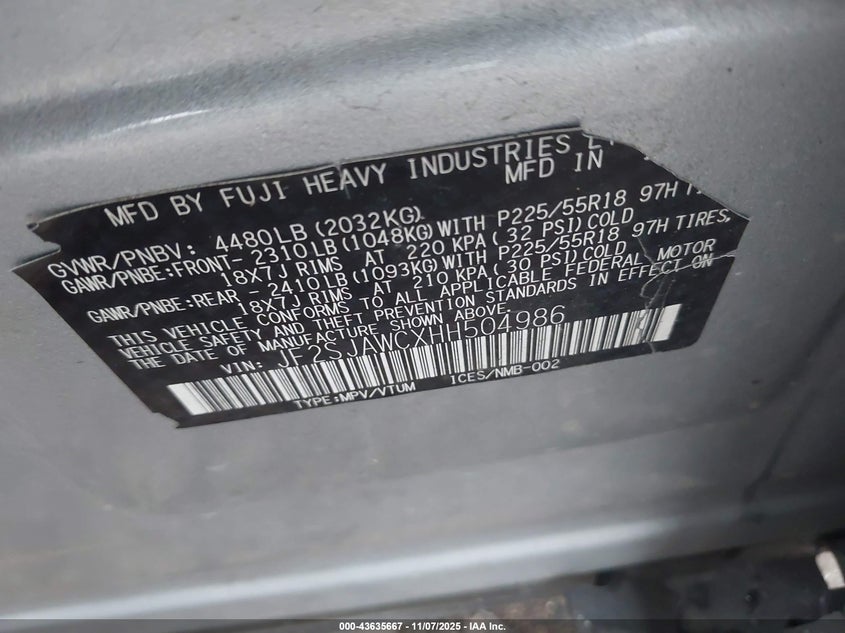 MFD BY FUJI HEAVY INDUSTRIES
MFD IN
GVWR/PNBV: 4480LB(2032KG)
GAWR/PNBE:FRONT- 2310LB(1048KG)WITH P225/55R18 97H
18X7J RIMS AT 220 KPA(32 PSI)COLD
GAWR/PNBE:REAR - 2410LB(1093KG)WITH P225/55R18 97H TIRES,
18X7J RIMS AT 210 KPA(30 PSI)COLD
THIS VEHICLE CONFORMS TO ALL APPLICABLE FEDERAL MOTOR
VEHICLE SAFETY AND THEFT PREVENTION STANDARDS IN EFFECT ON
THE DATE OF MANUFACTURE SHOWN ABOVE.
VIN: JF2SJAWCXHH504986
TYPE:MPV/VTUM ICES/NMB-002
000-43635667 - 11/07/2025 - IAA Inc.